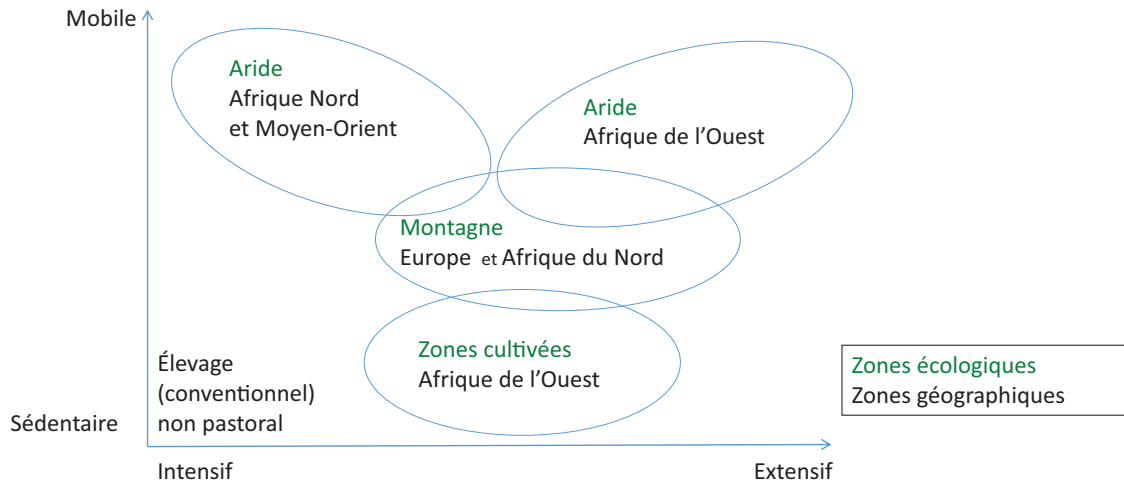 Mobile
Aride
Afrique Nord
et Moyen-Orient
Aride
Afrique de l’Ouest
Montagne
Europe et Afrique du Nord
Zones cultivées
Afrique de l’Ouest
Élevage
(conventionnel)
non pastoral
Zones écologiques
Zones géographiques
Sédentaire
Intensif
Extensif